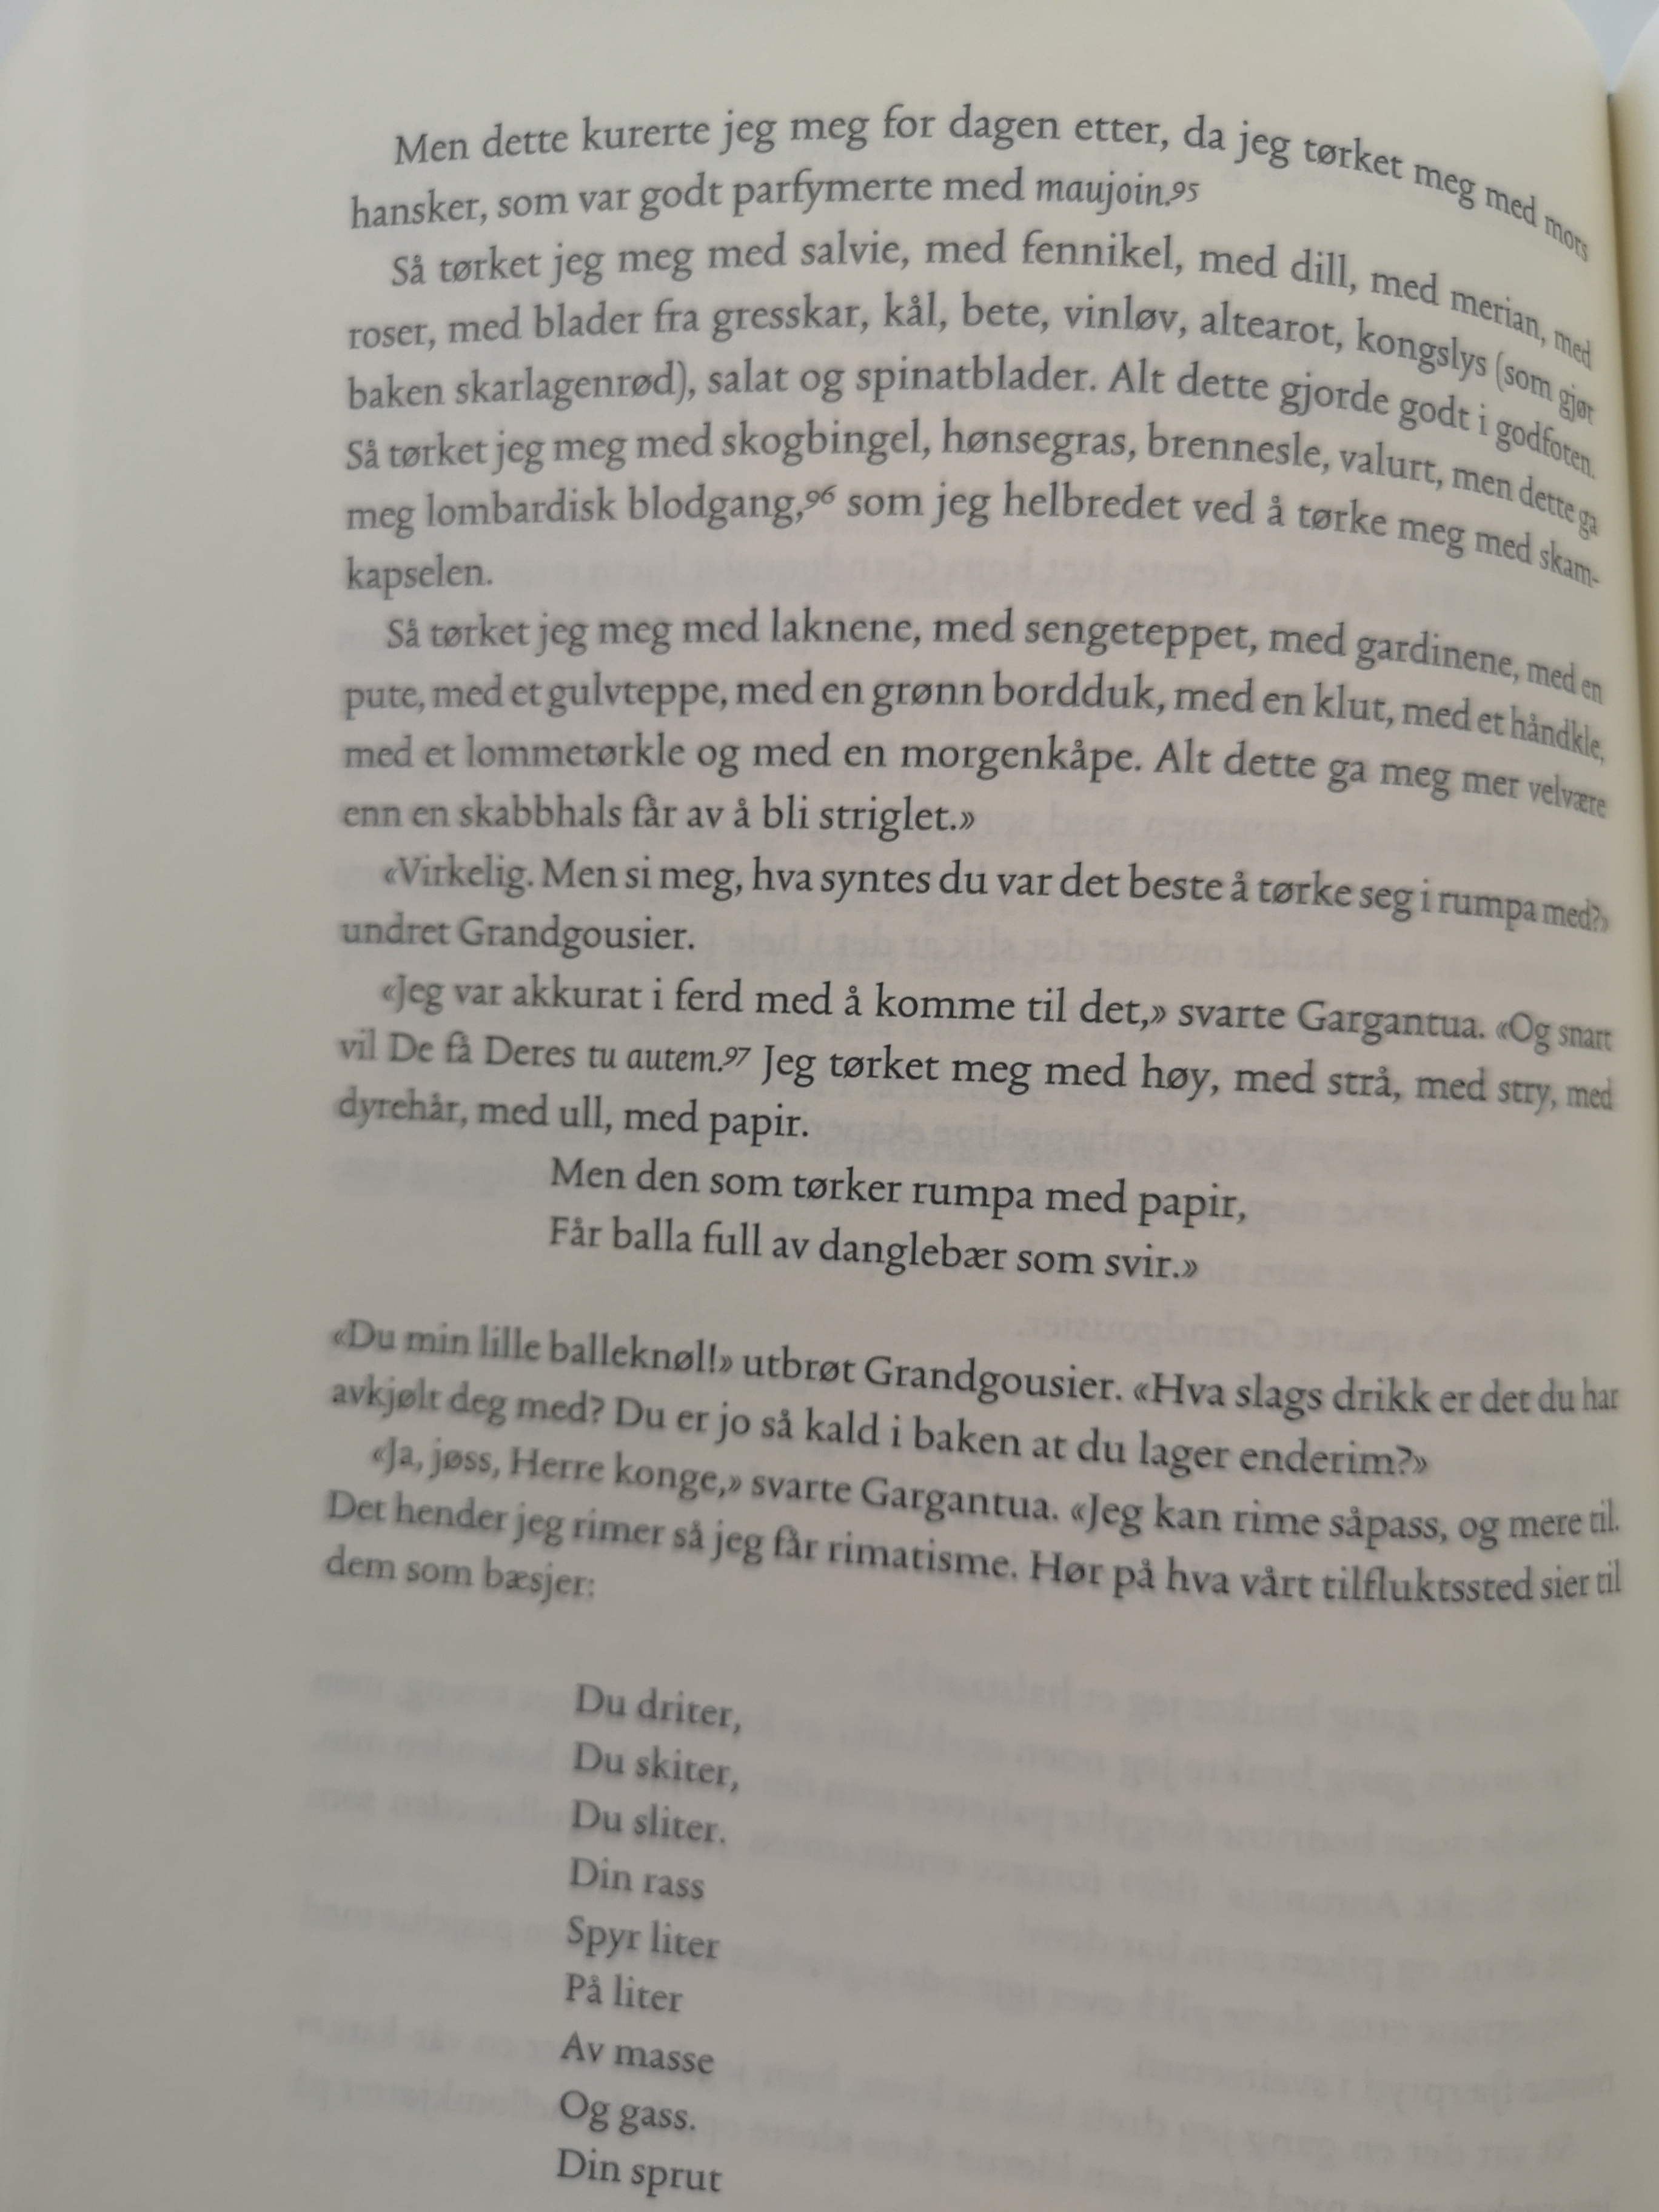 Men dette kurerte jeg meg for dagen etter, da jeg tørket meg med mors
hansker, som var godt parfymerte med maujoin.95
Så tørket jeg meg med salvie, med fennikel, med dill, med merian, med
roser, med blader fra gresskar, kål, bete, vinløv, altearot, kongslys (som gjør
baken skarlagenrød), salat og spinatblader. Alt dette gjorde godt i godfoten.
Så tørket jeg meg med skogbingel, hønsegras, brennesle, valurt, men dette ga
meg lombardisk blodgang,96 som jeg helbredet ved å tørke meg med skam-
kapselen.
Så tørket jeg meg med laknene, med sengeteppet, med gardinene, med en
pute, med et gulvteppe, med en grønn bordduk, med en klut, med et håndkle,
med et lommetørkle og med en morgenkåpe. Alt dette ga meg mer velvære
enn en skabbhals får av å bli striglet.»
«Virkelig. Men si meg, hva syntes du var det beste å tørke seg i rumpa med?»
undret Grandgousier.
«Jeg var akkurat i ferd med å komme til det,» svarte Gargantua. «Og snart
vil De få Deres tu autem.97 Jeg tørket meg med høy, med strå, med stry, med
dyrehår, med ull, med papir.
Men den som tørker rumpa med papir,
Får balla full av danglebær som svir.»
«Du min lille balleknøl!» utbrøt Grandgousier. «Hva slags drikk er det du har
avkjølt deg med? Du er jo så kald i baken at du lager enderim?»
«Ja, jøss, Herre konge,» svarte Gargantua. «Jeg kan rime såpass, og mere til.
Det hender jeg rimer så jeg får rimatisme. Hør på hva vårt tilfluktssted sier til
dem som bæsjer:
Du driter,
Du skiter,
Du sliter.
Din rass
Spyr liter
På liter
Av masse
Og gass.
Din sprut